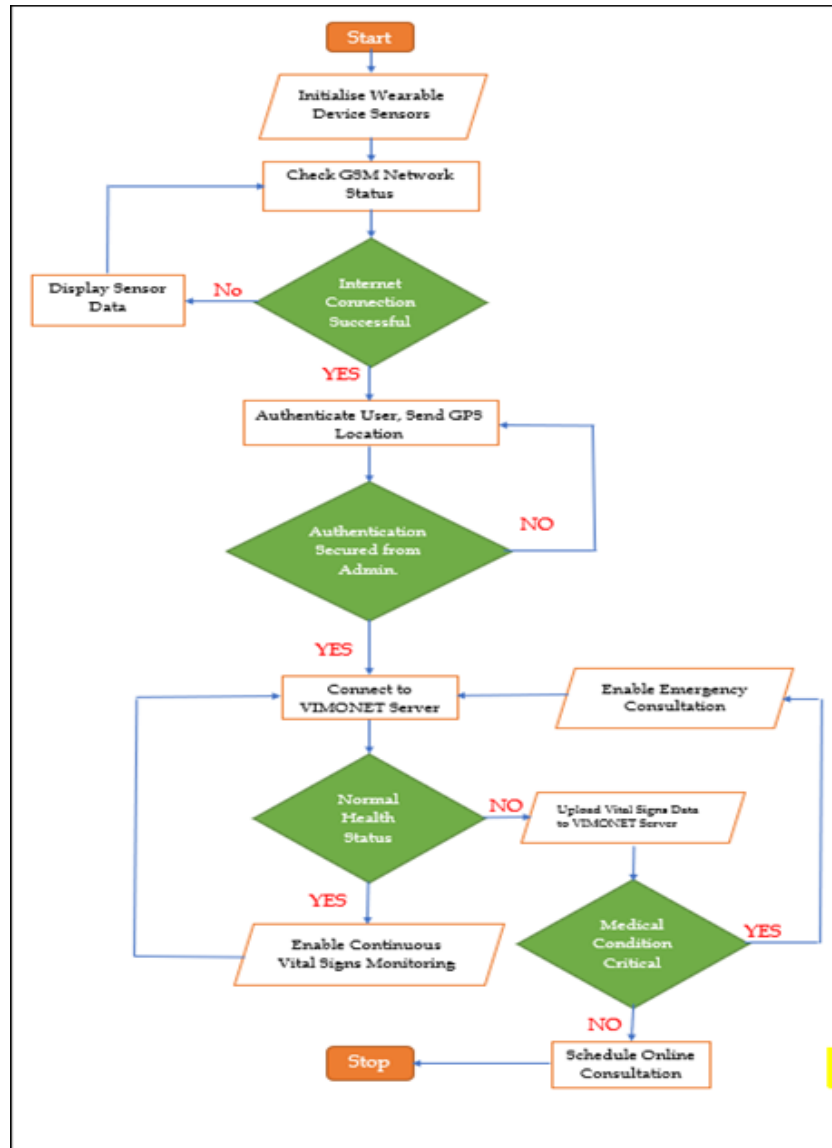 Start
Initialise Wearable
Device Sensors
Check GSM Network
Status
Internet
Connection
Successful
No
Display Sensor
Data
YES
Authenticate User, Send GPS
Location
Authentication
Secured from
Admin.
NO
YES
Connect to
VIMONET Server
Enable Emergency
Consultation
Normal
Health
Status
NO
Upload Vital Signs Data
to VIMONET Server
YES
Enable Continuous
Vital Signs Monitoring
Medical
Condition
Critical
YES
NO
Schedule Online
Consultation
Stop